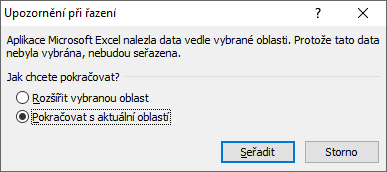 Upozornění při řazení
Aplikace Microsoft Excel nalezla data vedle vybrané oblasti. Protože tato data
nebyla vybrána, nebudou seřazena.
Jak chcete pokračovat?
Rozšířit vybranou oblast
Pokračovat s aktuální oblastí
Seřadit
Storno